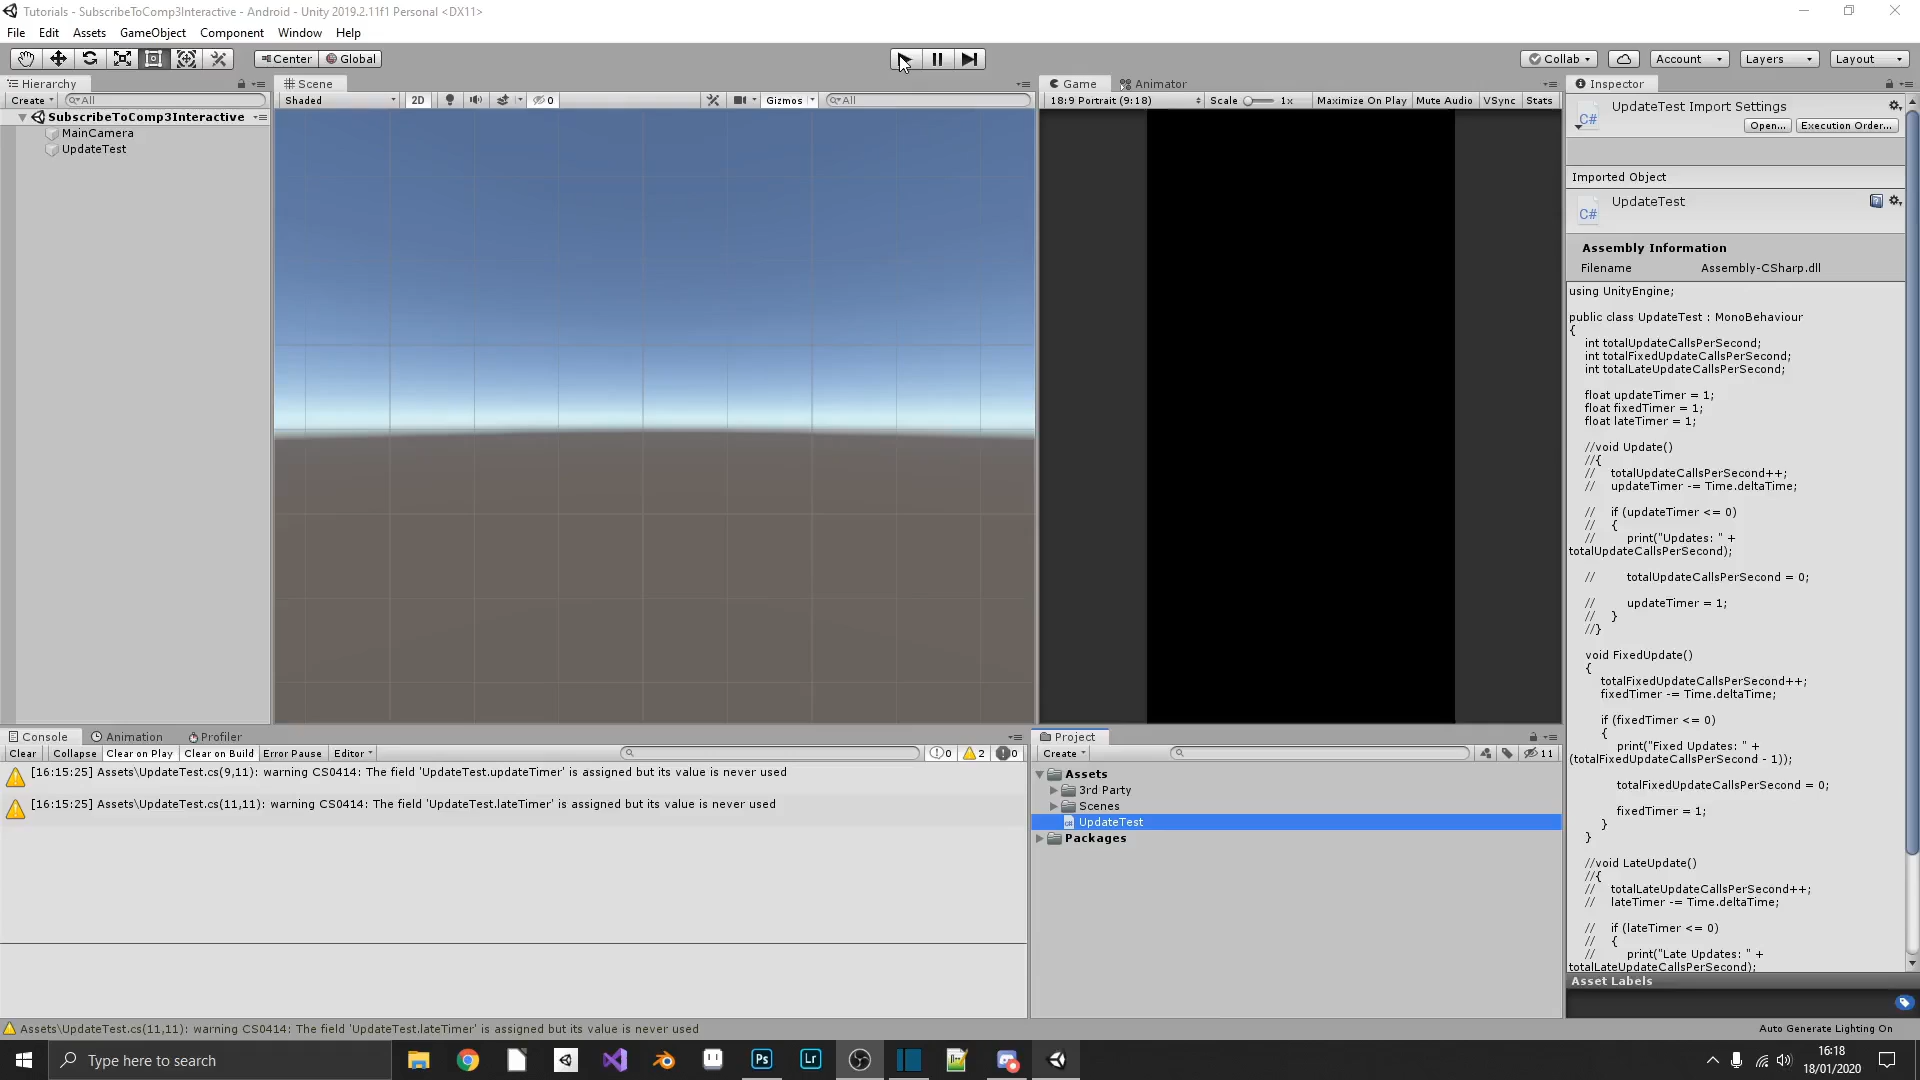 Tutorials - SubscribeToComp3Interactive - Android - Unity 2019.2.11f1 Personal <DX11>
File Edit Assets GameObject Component Window Help
Center Global Collab Account Layers Layout
Hierarchy
Create All
SubscribeToComp3Interactive
MainCamera
UpdateTest
Scene
Shaded 2D 0 Gizmos All
Game Animator
18:9 Portrait (9:18) Scale 1x Maximize On Play Mute Audio VSync Stats
Inspector
C# UpdateTest Import Settings
Open... Execution Order...
Imported Object
C# UpdateTest
Assembly Information
Filename Assembly-CSharp.dll
using UnityEngine;
public class UpdateTest : MonoBehaviour
{
int totalUpdateCallsPerSecond;
int totalFixedUpdateCallsPerSecond;
int totalLateUpdateCallsPerSecond;
float updateTimer = 1;
float fixedTimer = 1;
float lateTimer = 1;
//void Update()
//{
// totalUpdateCallsPerSecond++;
// updateTimer -= Time.deltaTime;
// if (updateTimer <= 0)
// {
// print("Updates: " +
totalUpdateCallsPerSecond);
// totalUpdateCallsPerSecond = 0;
// updateTimer = 1;
// }
//}
void FixedUpdate()
{
totalFixedUpdateCallsPerSecond++;
fixedTimer -= Time.deltaTime;
if (fixedTimer <= 0)
{
print("Fixed Updates: " +
(totalFixedUpdateCallsPerSecond - 1));
totalFixedUpdateCallsPerSecond = 0;
fixedTimer = 1;
}
}
//void LateUpdate()
//{
// totalLateUpdateCallsPerSecond++;
// lateTimer -= Time.deltaTime;
// if (lateTimer <= 0)
// {
// print("Late Updates: " +
totalLateUpdateCallsPerSecond);
Asset Labels
Console Animation Profiler
Clear Collapse Clear on Play Clear on Build Error Pause Editor 0 2 0
[16:15:25] Assets\UpdateTest.cs(9,11): warning CS0414: The field 'UpdateTest.updateTimer' is assigned but its value is never used
[16:15:25] Assets\UpdateTest.cs(11,11): warning CS0414: The field 'UpdateTest.lateTimer' is assigned but its value is never used
Project
Create 11
Assets
3rd Party
Scenes
UpdateTest
Packages
Assets\UpdateTest.cs(11,11): warning CS0414: The field 'UpdateTest.lateTimer' is assigned but its value is never used
Auto Generate Lighting On
Type here to search
Ps Lr
16:18
18/01/2020